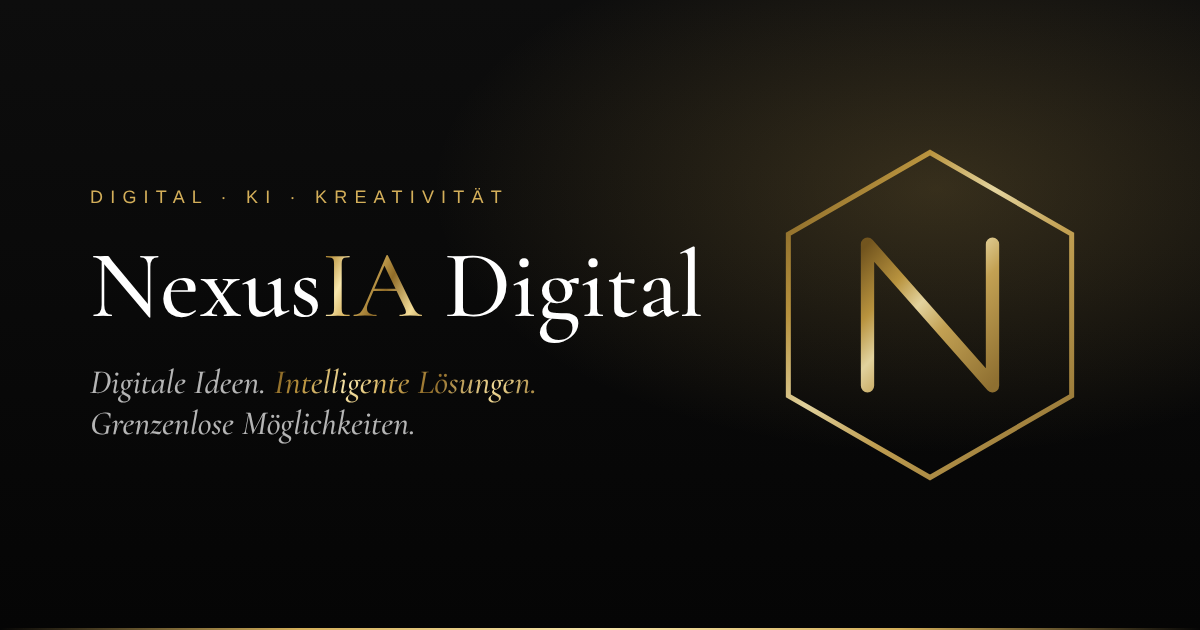 DIGITAL · KI · KREATIVITÄT
NexusIA Digital
Digitale Ideen. Intelligente Lösungen.
Grenzenlose Möglichkeiten.
N